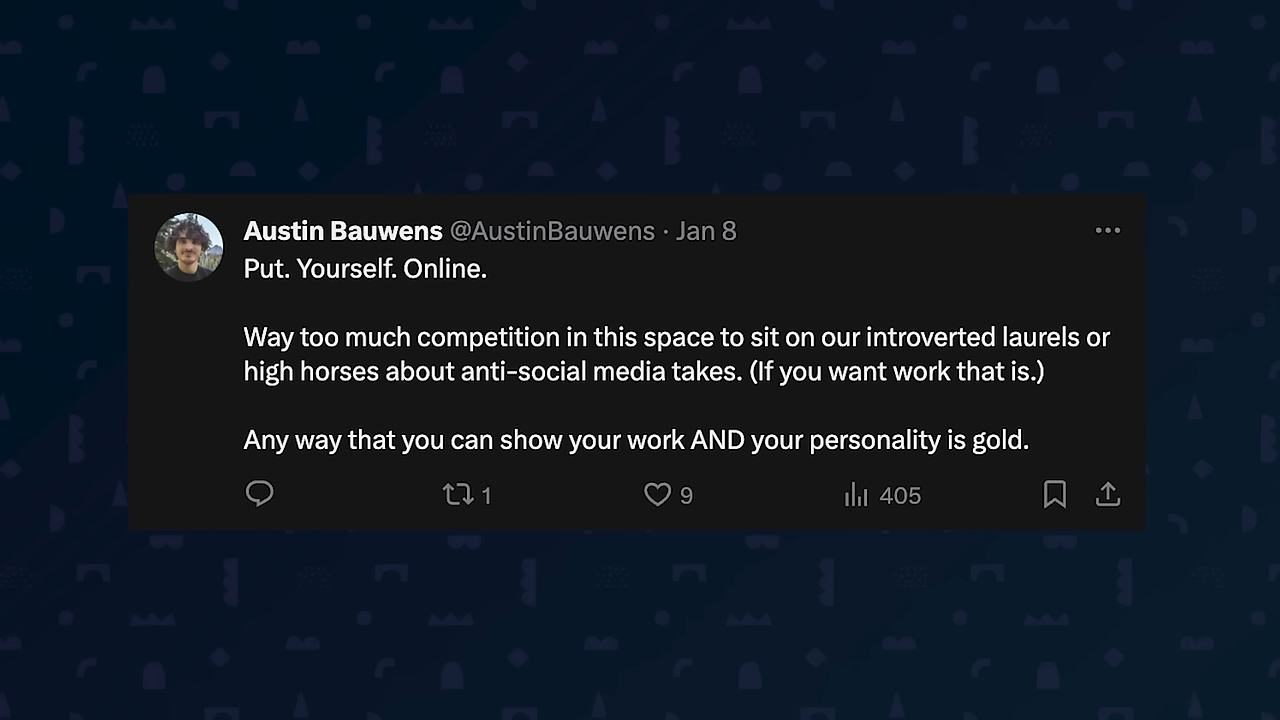 Austin Bauwens @AustinBauwens · Jan 8
Put. Yourself. Online.
Way too much competition in this space to sit on our introverted laurels or
high horses about anti-social media takes. (If you want work that is.)
Any way that you can show your work AND your personality is gold.
1 9 405